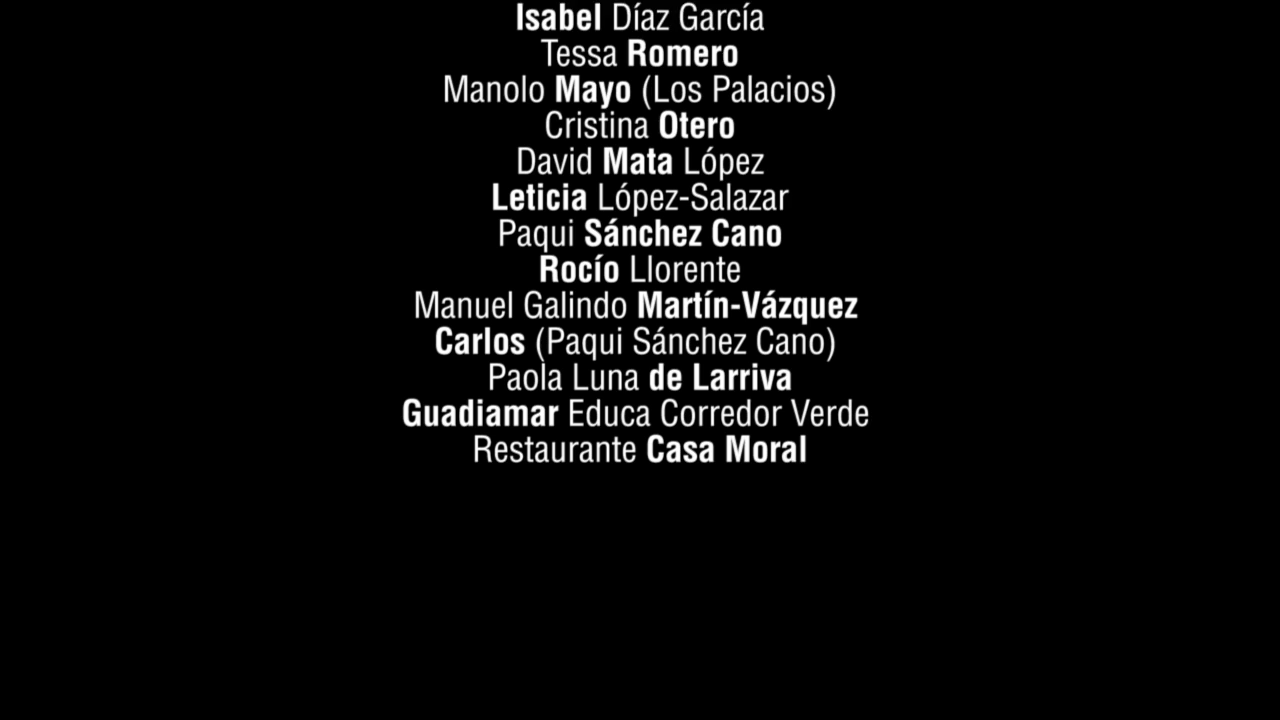 Isabel Díaz García
Tessa Romero
Manolo Mayo (Los Palacios)
Cristina Otero
David Mata López
Leticia López-Salazar
Paqui Sánchez Cano
Rocío Llorente
Manuel Galindo Martín-Vázquez
Carlos (Paqui Sánchez Cano)
Paola Luna de Larriva
Guadiamar Educa Corredor Verde
Restaurante Casa Moral